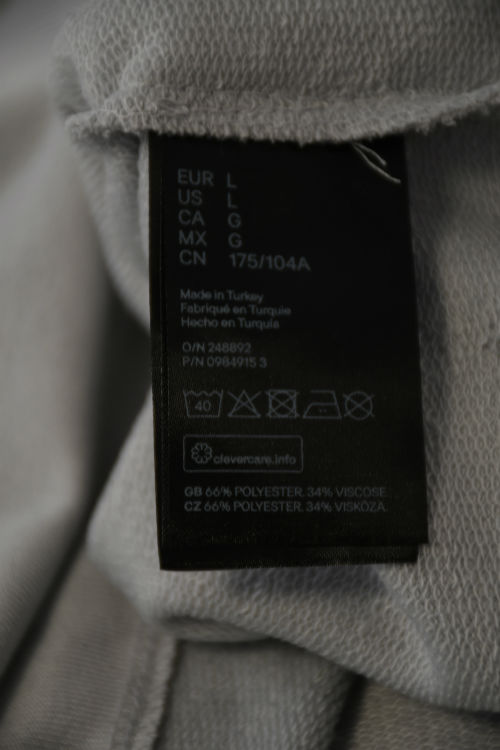 EUR L
US L
CA G
MX G
CN 175/104A
Made in Turkey
Fabriqué en Turquie
Hecho en Turquía
O/N 248892
P/N 0984915 3
40
clevercare.info
GB 66% POLYESTER. 34% VISCOSE.
CZ 66% POLYESTER. 34% VISKÓZA.